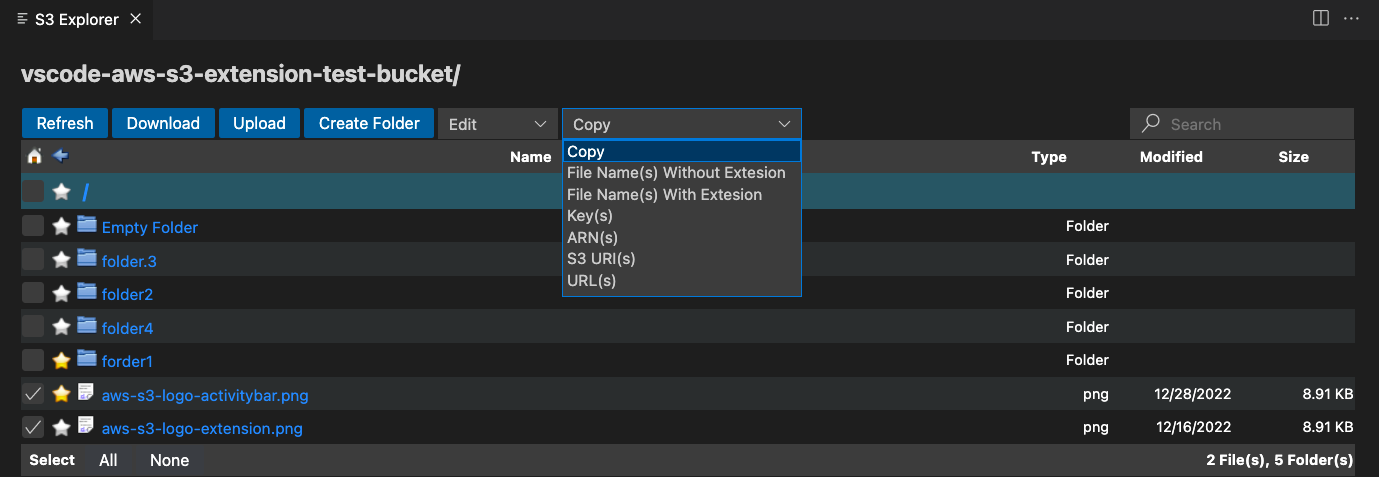 S3 Explorer
vscode-aws-s3-extension-test-bucket/
Refresh Download Upload Create Folder Edit Copy Search
Copy
File Name(s) Without Extesion
File Name(s) With Extesion
Key(s)
ARN(s)
S3 URI(s)
URL(s)
Name Type Modified Size
/
Empty Folder Folder
folder.3 Folder
folder2 Folder
folder4 Folder
forder1 Folder
aws-s3-logo-activitybar.png png 12/28/2022 8.91 KB
aws-s3-logo-extension.png png 12/16/2022 8.91 KB
Select All None 2 File(s), 5 Folder(s)